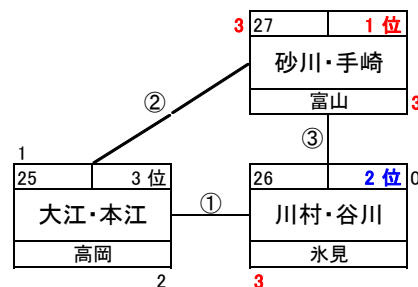 3 27 1 位
砂川・手崎
富山 3
②
③
1
25 3 位
大江・本江
高岡
2
①
26 2 位 0
川村・谷川
氷見
3